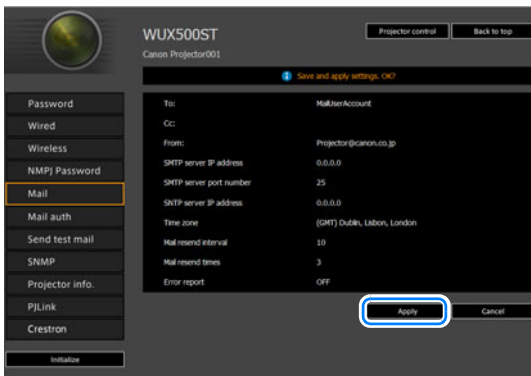 WUX500ST
Projector control
Back to top
Canon Projector001
Save and apply settings. OK?
Password
Wired
Wireless
NMPJ Password
Mail
Mail auth
Send test mail
SNMP
Projector info.
PJLink
Crestron
Initialize
To: MailUserAccount
Cc:
From: Projector@canon.co.jp
SMTP server IP address 0.0.0.0
SMTP server port number 25
SNTP server IP address 0.0.0.0
Time zone (GMT) Dublin, Lisbon, London
Mail resend interval 10
Mail resend times 3
Error report OFF
Apply
Cancel